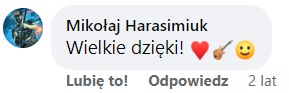 Mikołaj Harasimiuk
Wielkie dzięki! ❤️🎸😃
Lubię to! Odpowiedz 2 lat